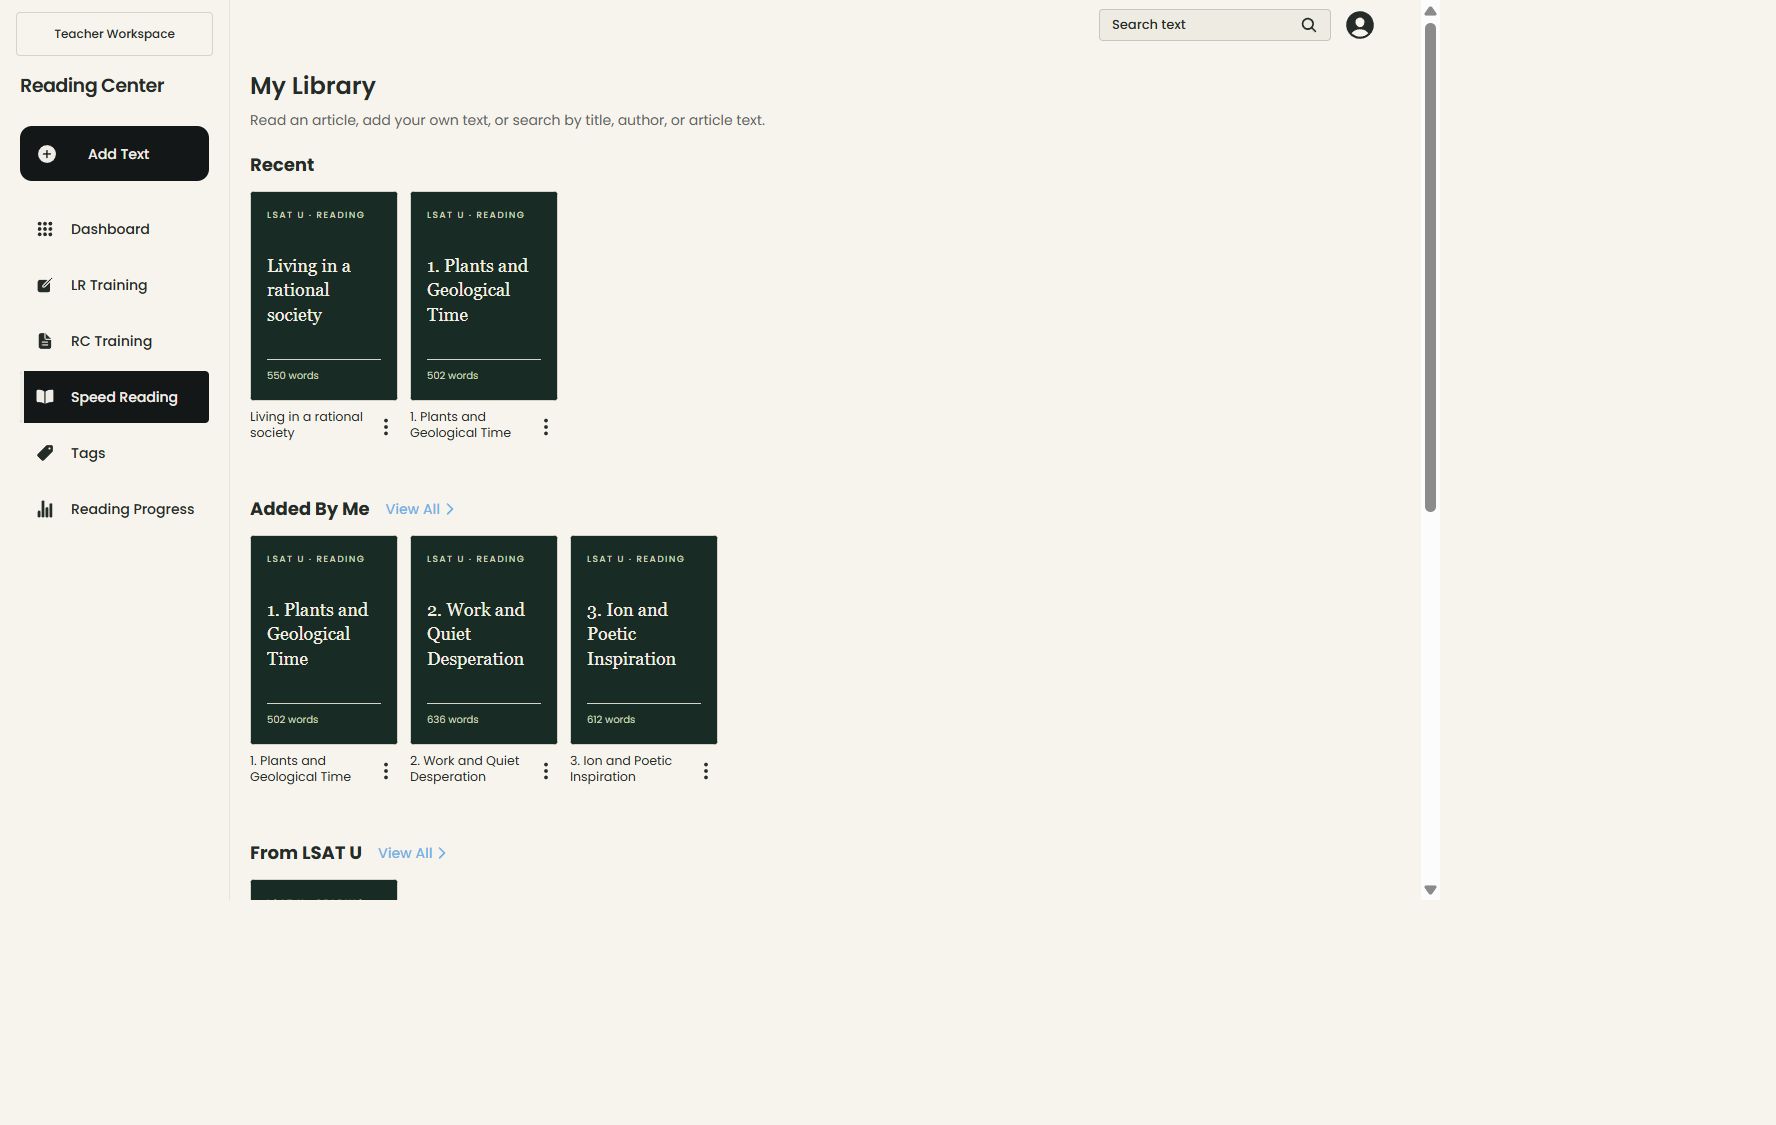 Teacher Workspace
Reading Center
Add Text
Dashboard
LR Training
RC Training
Speed Reading
Tags
Reading Progress
Search text
My Library
Read an article, add your own text, or search by title, author, or article text.
Recent
LSAT U · READING
Living in a
rational
society
550 words
Living in a rational
society
LSAT U · READING
1. Plants and
Geological
Time
502 words
1. Plants and
Geological Time
Added By Me
View All
LSAT U · READING
1. Plants and
Geological
Time
502 words
1. Plants and
Geological Time
LSAT U · READING
2. Work and
Quiet
Desperation
636 words
2. Work and Quiet
Desperation
LSAT U · READING
3. Ion and
Poetic
Inspiration
612 words
3. Ion and Poetic
Inspiration
From LSAT U
View All